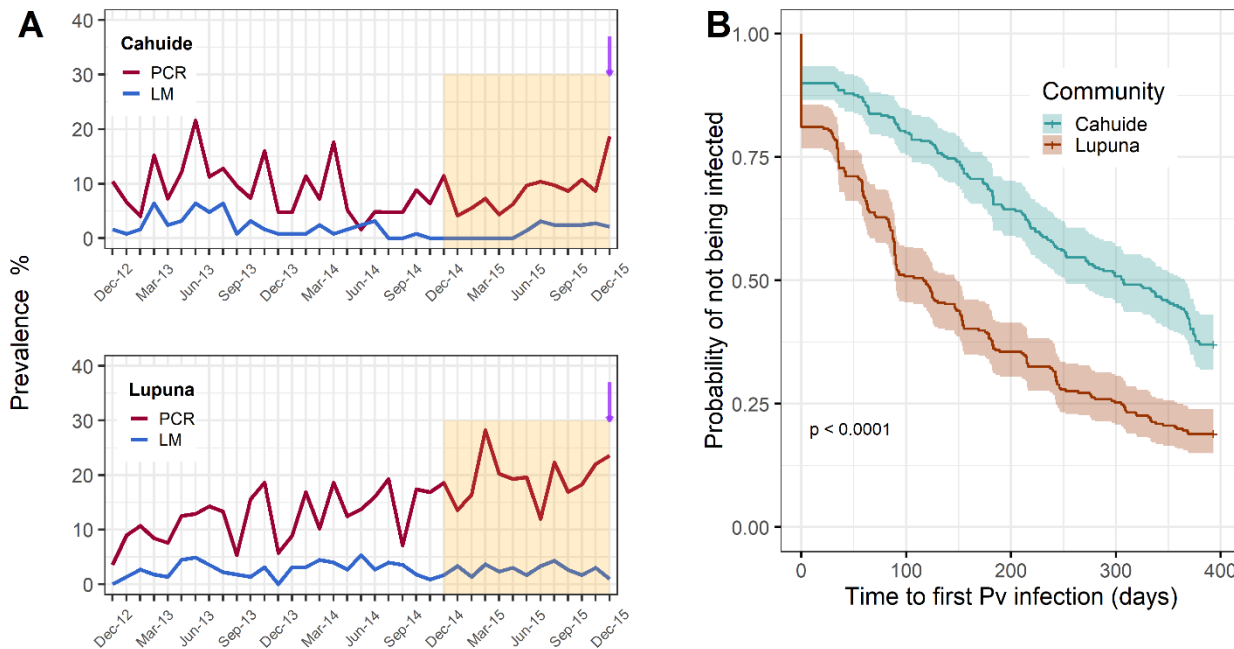 A
Prevalence %
40
30
20
10
0
Cahuide
PCR
LM
Dec-12
Mar-13
Jun-13
Sep-13
Dec-13
Mar-14
Jun-14
Sep-14
Dec-14
Mar-15
Jun-15
Sep-15
Dec-15
40
30
20
10
0
Lupuna
PCR
LM
Dec-12
Mar-13
Jun-13
Sep-13
Dec-13
Mar-14
Jun-14
Sep-14
Dec-14
Mar-15
Jun-15
Sep-15
Dec-15
B
Probability of not being infected
1.00
0.75
0.50
0.25
0.00
Community
Cahuide
Lupuna
p < 0.0001
0
100
200
300
400
Time to first Pv infection (days)